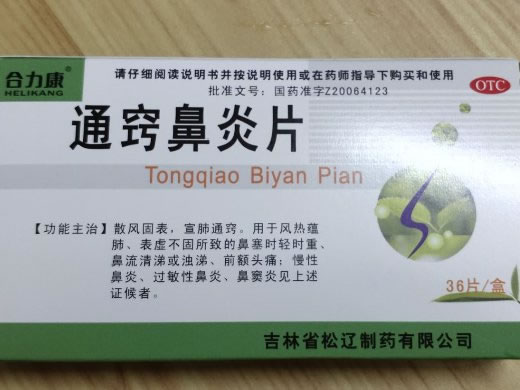 合力康
HELIKANG
请仔细阅读说明书并按说明使用或在药师指导下购买和使用
批准文号：国药准字Z20064123
OTC
通窍鼻炎片
Tongqiao Biyan Pian
【功能主治】散风固表，宣肺通窍。用于风热蕴
肺、表虚不固所致的鼻塞时轻时重、
鼻流清涕或浊涕、前额头痛；慢性
鼻炎、过敏性鼻炎、鼻窦炎见上述
证候者。
36片/盒
吉林省松辽制药有限公司